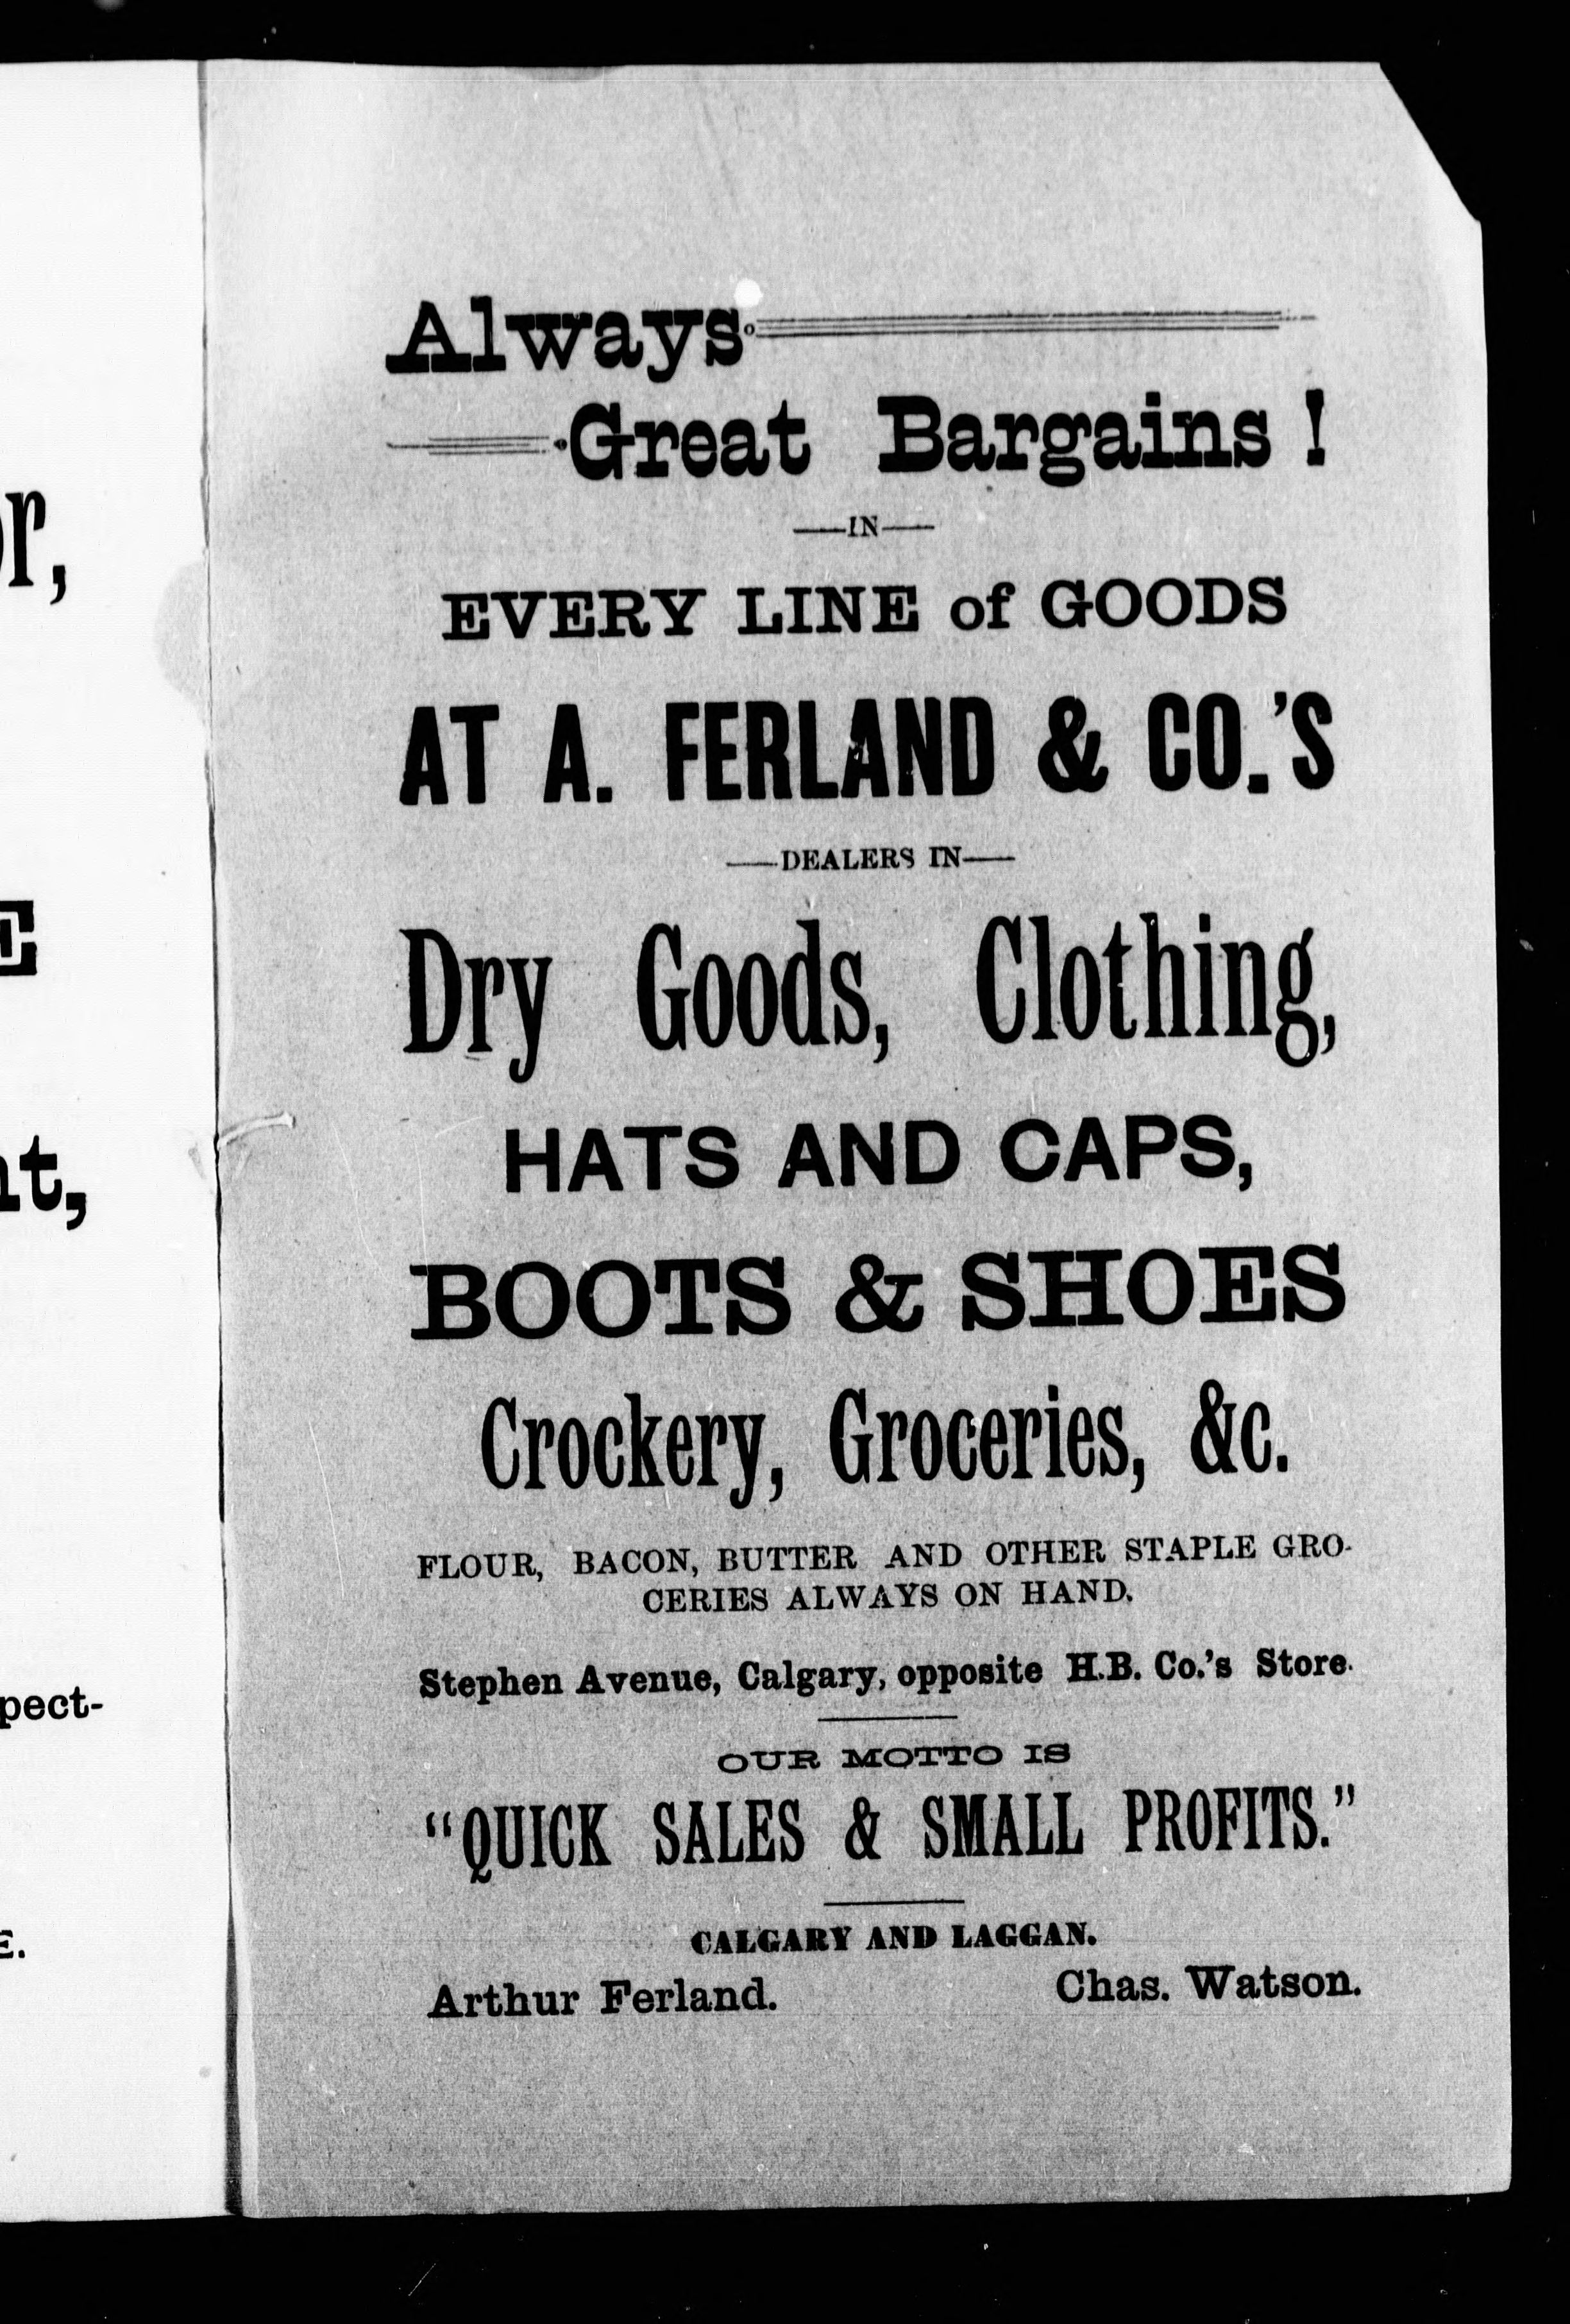 Always
Great Bargains !
—IN—
EVERY LINE of GOODS
AT A. FERLAND & CO.'S
—DEALERS IN—
Dry Goods, Clothing,
HATS AND CAPS,
BOOTS & SHOES
Crockery, Groceries, &c.
FLOUR, BACON, BUTTER AND OTHER STAPLE GRO-
CERIES ALWAYS ON HAND.
Stephen Avenue, Calgary, opposite H.B. Co.'s Store.
OUR MOTTO IS
"QUICK SALES & SMALL PROFITS."
CALGARY AND LAGGAN.
Arthur Ferland. Chas. Watson.